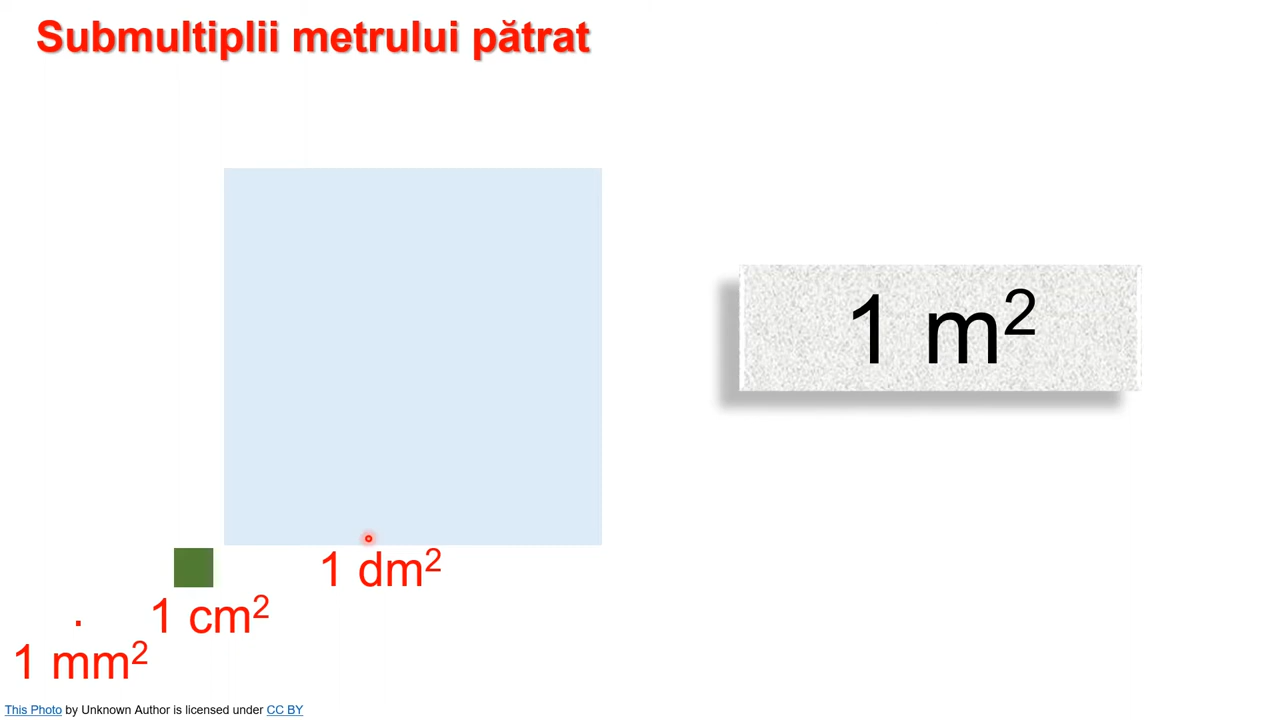 Submultiplii metrului pătrat
1 m²
1 dm²
1 cm²
1 mm²
This Photo by Unknown Author is licensed under CC BY